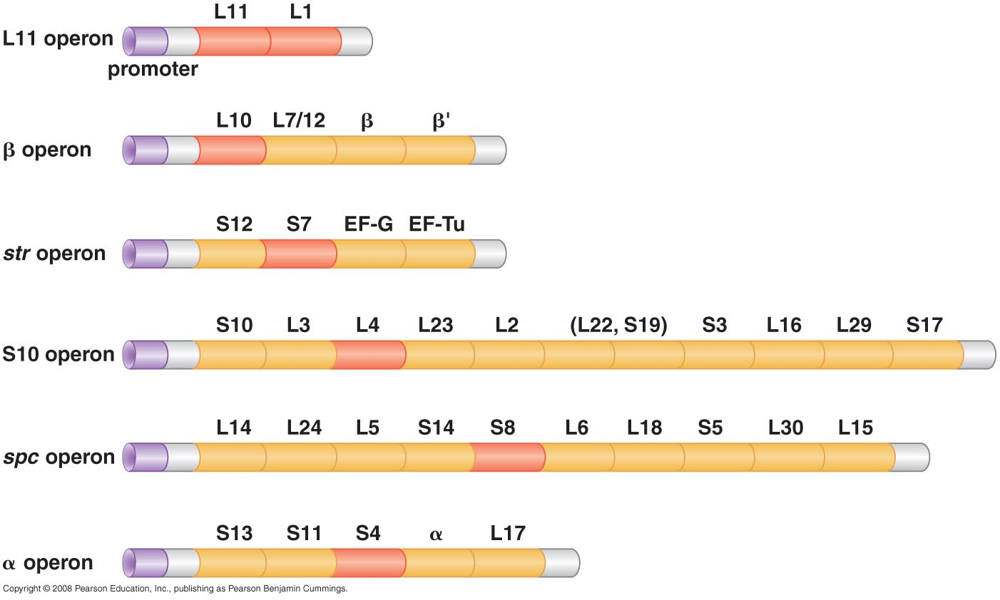 L11 L1
L11 operon
promoter
L10 L7/12 β β'
β operon
S12 S7 EF-G EF-Tu
str operon
S10 L3 L4 L23 L2 (L22, S19) S3 L16 L29 S17
S10 operon
L14 L24 L5 S14 S8 L6 L18 S5 L30 L15
spc operon
S13 S11 S4 α L17
α operon
Copyright © 2008 Pearson Education, Inc., publishing as Pearson Benjamin Cummings.